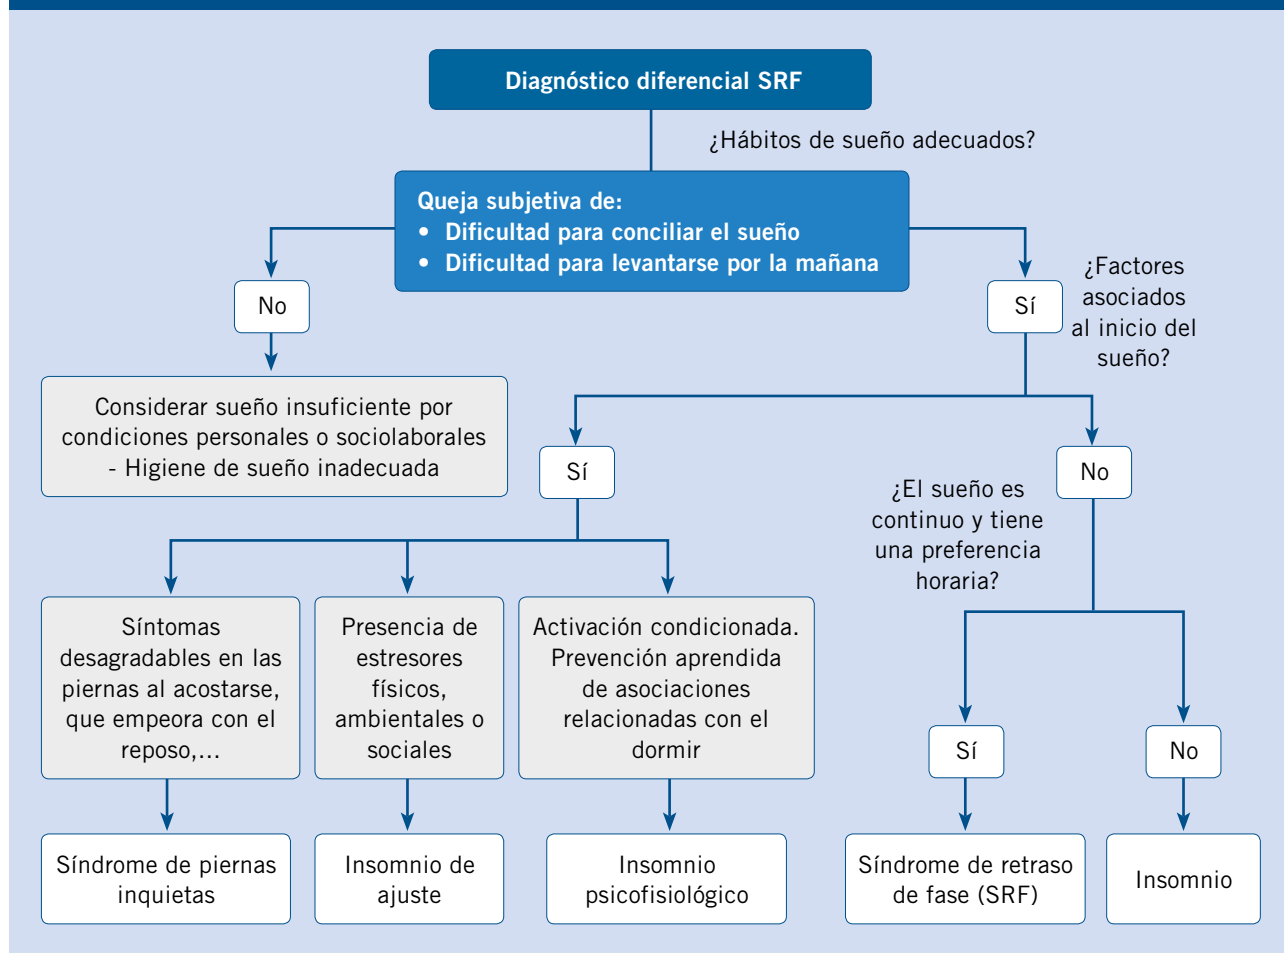 Diagnóstico diferencial SRF
¿Hábitos de sueño adecuados?
Queja subjetiva de:
• Dificultad para conciliar el sueño
• Dificultad para levantarse por la mañana
No
Sí
¿Factores
asociados
al inicio del
sueño?
Considerar sueño insuficiente por
condiciones personales o sociolaborales
- Higiene de sueño inadecuada
Sí
No
¿El sueño es
continuo y tiene
una preferencia
horaria?
Síntomas
desagradables en las
piernas al acostarse,
que empeora con el
reposo,...
Presencia de
estresores
físicos,
ambientales o
sociales
Activación condicionada.
Prevención aprendida
de asociaciones
relacionadas con el
dormir
Sí
No
Síndrome de piernas
inquietas
Insomnio de
ajuste
Insomnio
psicofisiológico
Síndrome de retraso
de fase (SRF)
Insomnio